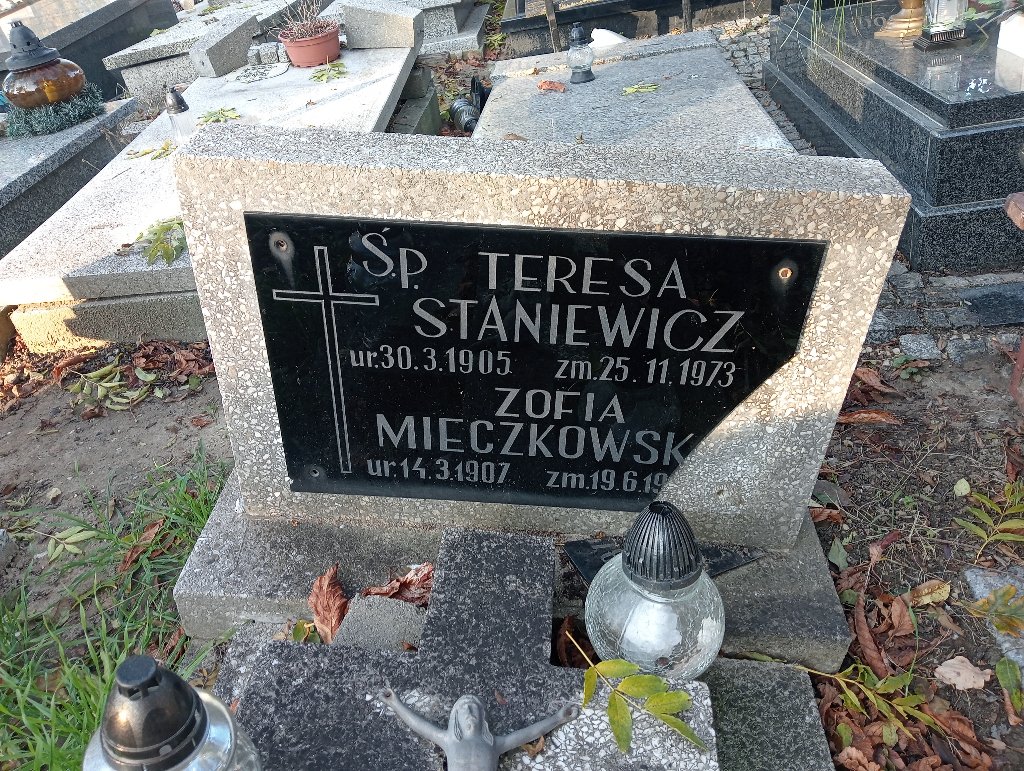 Ś.P. TERESA
STANIEWICZ
ur.30.3.1905 zm.25.11.1973
ZOFIA
MIECZKOWSK
ur.14.3.1907 zm.19.6.19